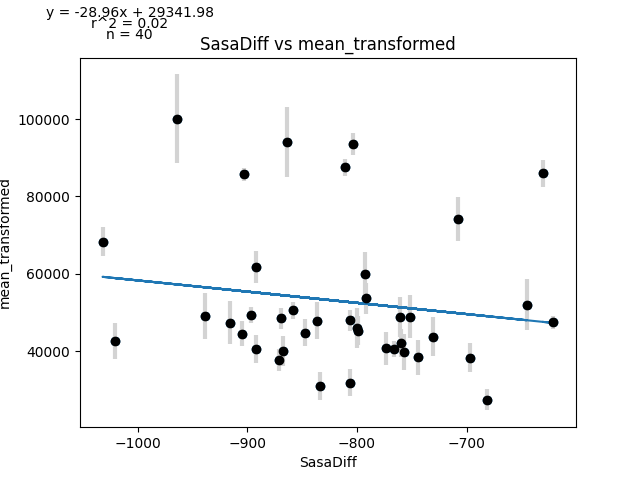 y = -28.96x + 29341.98
r^2 = 0.02
n = 40
SasaDiff vs mean_transformed
mean_transformed
100000
80000
60000
40000
−1000
−900
−800
−700
SasaDiff